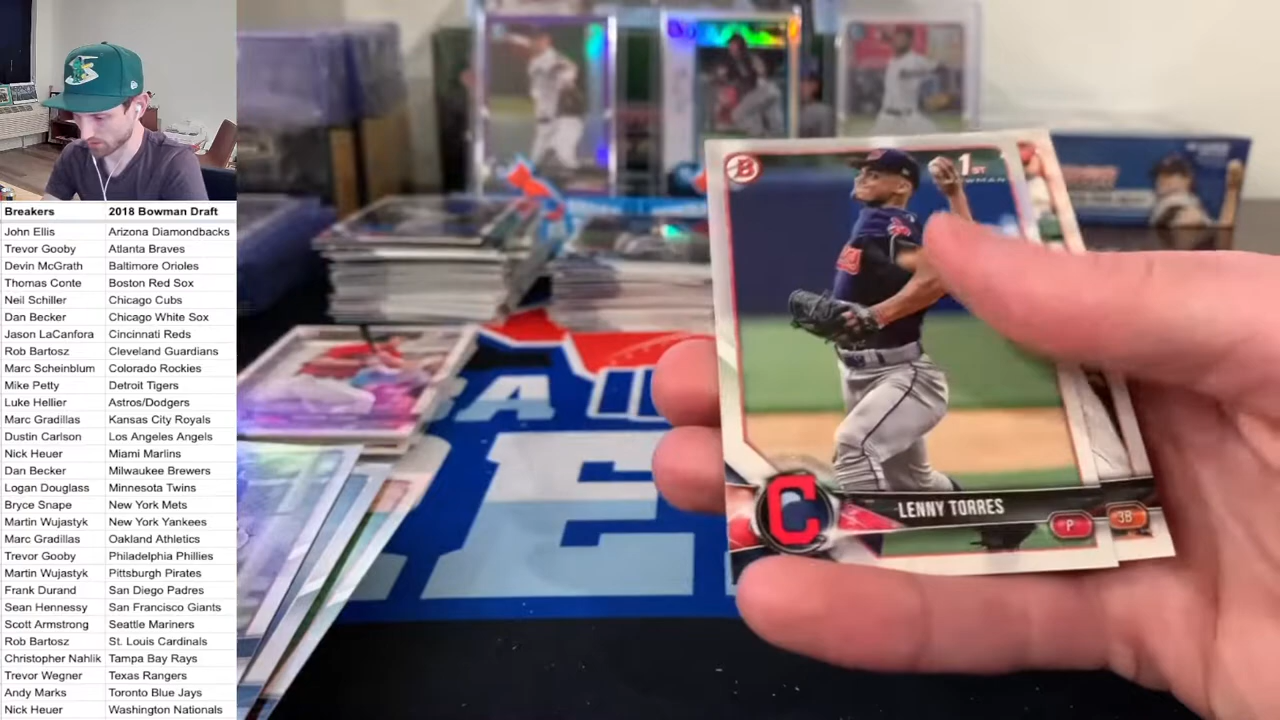 Breakers 2018 Bowman Draft
John Ellis Arizona Diamondbacks
Trevor Gooby Atlanta Braves
Devin McGrath Baltimore Orioles
Thomas Conte Boston Red Sox
Neil Schiller Chicago Cubs
Dan Becker Chicago White Sox
Jason LaCanfora Cincinnati Reds
Rob Bartosz Cleveland Guardians
Marc Scheinblum Colorado Rockies
Mike Petty Detroit Tigers
Luke Hellier Astros/Dodgers
Marc Gradillas Kansas City Royals
Dustin Carlson Los Angeles Angels
Nick Heuer Miami Marlins
Dan Becker Milwaukee Brewers
Logan Douglass Minnesota Twins
Bryce Snape New York Mets
Martin Wujastyk New York Yankees
Marc Gradillas Oakland Athletics
Trevor Gooby Philadelphia Phillies
Martin Wujastyk Pittsburgh Pirates
Frank Durand San Diego Padres
Sean Hennessy San Francisco Giants
Scott Armstrong Seattle Mariners
Rob Bartosz St. Louis Cardinals
Christopher Nahlik Tampa Bay Rays
Trevor Wegner Texas Rangers
Andy Marks Toronto Blue Jays
Nick Heuer Washington Nationals
B
1ST
BOWMAN
C
LENNY TORRES
P
3B